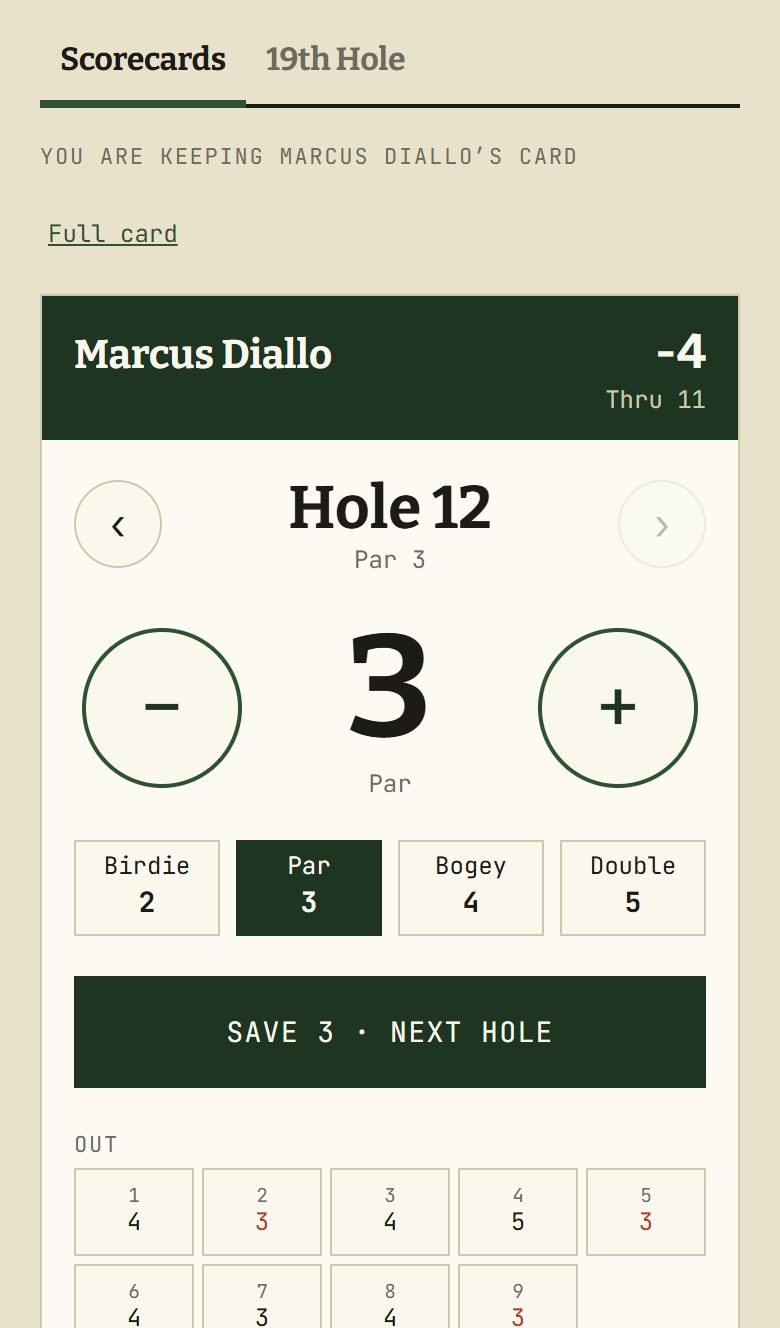 Scorecards 19th Hole
YOU ARE KEEPING MARCUS DIALLO’S CARD
Full card
Marcus Diallo -4
Thru 11
‹ Hole 12 ›
Par 3
− 3 +
Par
Birdie Par Bogey Double
2 3 4 5
SAVE 3 · NEXT HOLE
OUT
1 2 3 4 5
4 3 4 5 3
6 7 8 9
4 3 4 3